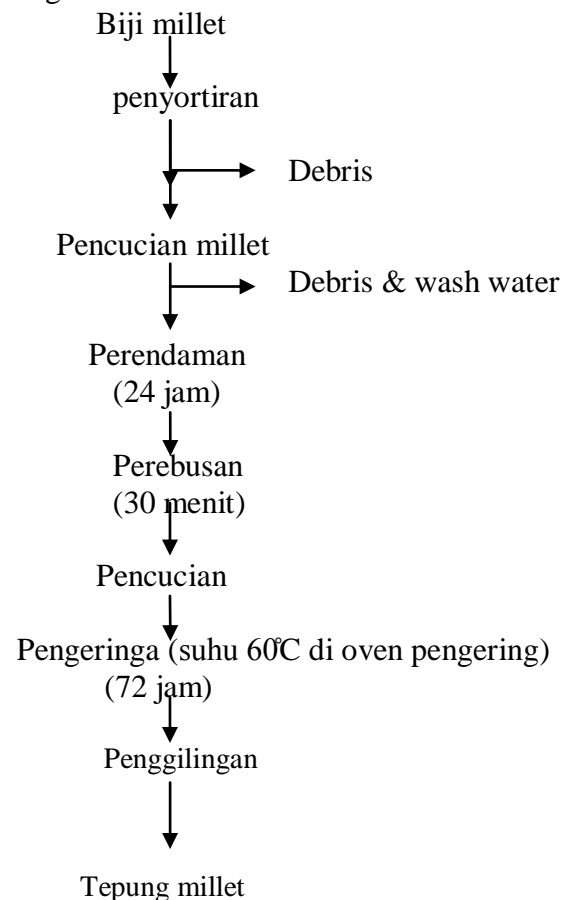 Biji millet
penyortiran
Debris
Pencucian millet
Debris & wash water
Perendaman
(24 jam)
Perebusan
(30 menit)
Pencucian
Pengeringa (suhu 60℃ di oven pengering)
(72 jam)
Penggilingan
Tepung millet